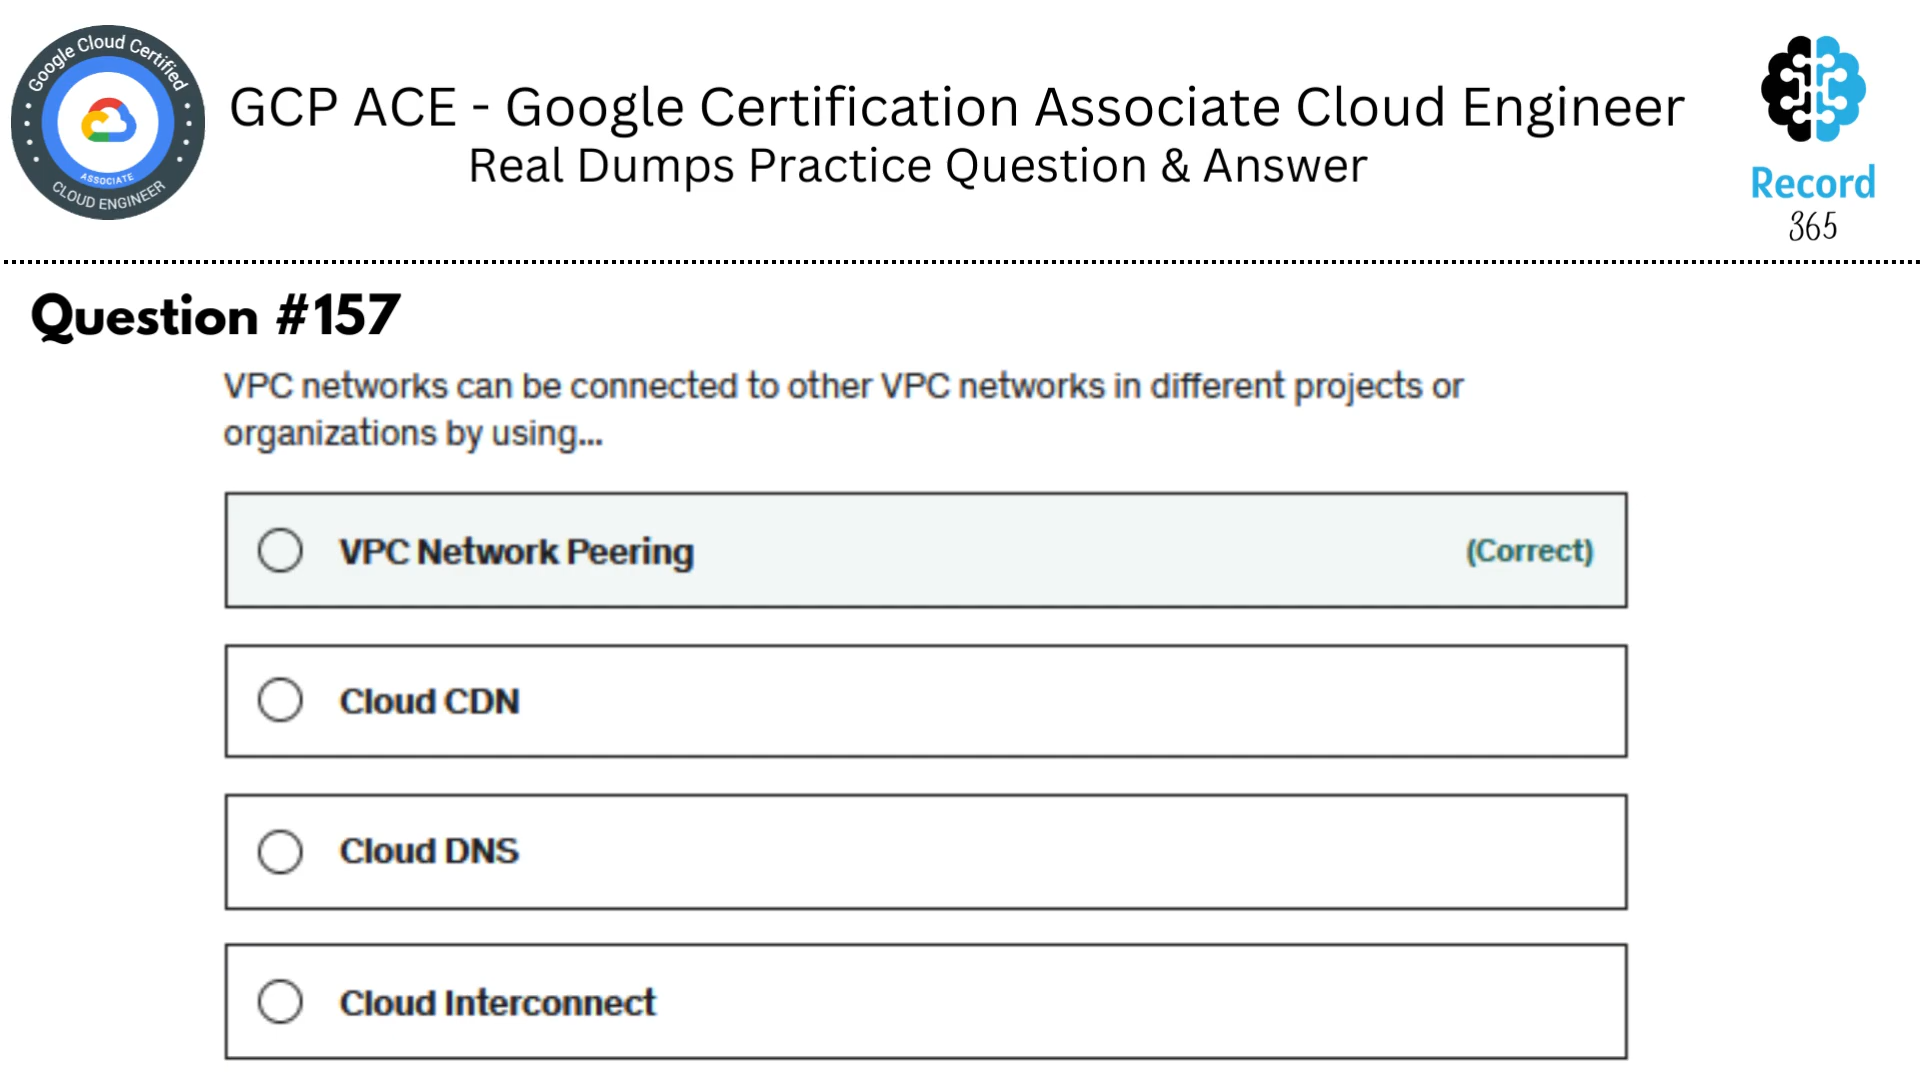 Google Cloud Certified
ASSOCIATE
CLOUD ENGINEER
GCP ACE - Google Certification Associate Cloud Engineer
Real Dumps Practice Question & Answer
Record
365
Question #157
VPC networks can be connected to other VPC networks in different projects or
organizations by using...
VPC Network Peering (Correct)
Cloud CDN
Cloud DNS
Cloud Interconnect